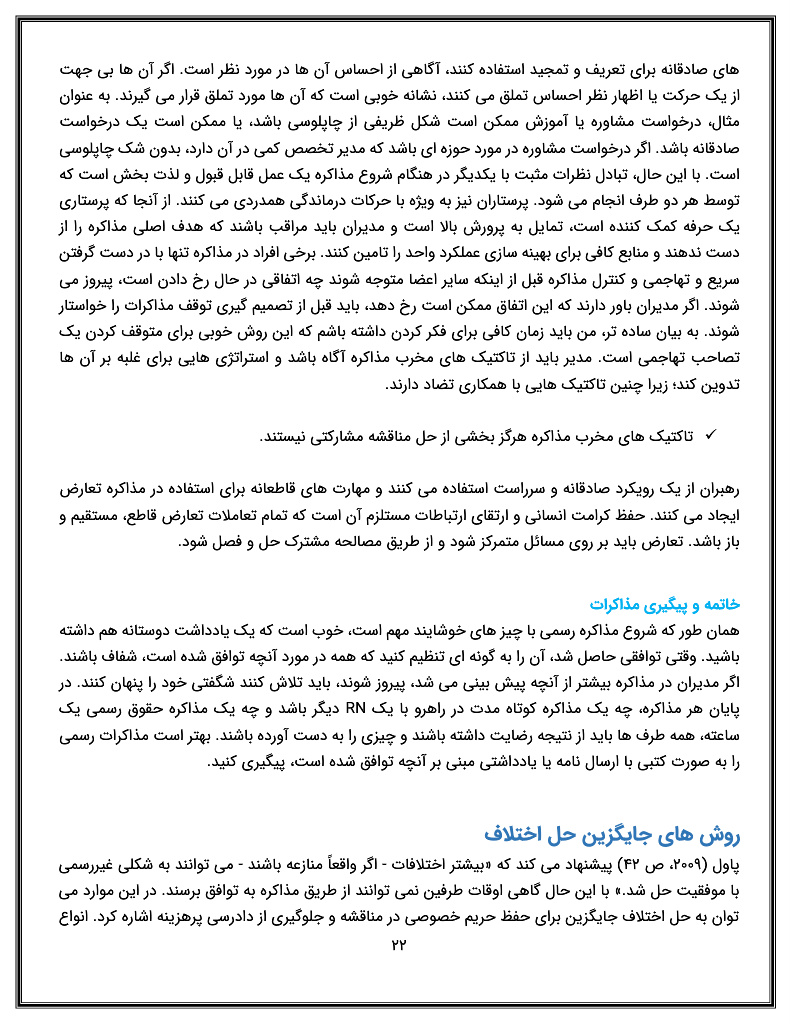 های صادقانه برای تعریف و تمجید استفاده کنند، آگاهی از احساس آن ها در مورد نظر است. اگر آن ها بی جهت
از یک حرکت یا اظهار نظر احساس تملق می کنند، نشانه خوبی است که آن ها مورد تملق قرار می گیرند. به عنوان
مثال، درخواست مشاوره یا آموزش ممکن است شکل ظریفی از چاپلوسی باشد، یا ممکن است یک درخواست
صادقانه باشد. اگر درخواست مشاوره در مورد حوزه ای باشد که مدیر تخصص کمی در آن دارد، بدون شک چاپلوسی
است. با این حال، تبادل نظرات مثبت با یکدیگر در هنگام شروع مذاکره یک عمل قابل قبول و لذت بخش است که
توسط هر دو طرف انجام می شود. پرستاران نیز به ویژه با حرکات درماندگی همدردی می کنند. از آنجا که پرستاری
یک حرفه کمک کننده است، تمایل به پرورش بالا است و مدیران باید مراقب باشند که هدف اصلی مذاکره را از
دست ندهند و منابع کافی برای بهینه سازی عملکرد واحد را تامین کنند. برخی افراد در مذاکره تنها با در دست گرفتن
سریع و تهاجمی و کنترل مذاکره قبل از اینکه سایر اعضا متوجه شوند چه اتفاقی در حال رخ دادن است، پیروز می
شوند. اگر مدیران باور دارند که این اتفاق ممکن است رخ دهد، باید قبل از تصمیم گیری توقف مذاکرات را خواستار
شوند. به بیان ساده تر، من باید زمان کافی برای فکر کردن داشته باشم که این روش خوبی برای متوقف کردن یک
تصاحب تهاجمی است. مدیر باید از تاکتیک های مخرب مذاکره آگاه باشد و استراتژی هایی برای غلبه بر آن ها
تدوین کند؛ زیرا چنین تاکتیک هایی با همکاری تضاد دارند.
✓ تاکتیک های مخرب مذاکره هرگز بخشی از حل مناقشه مشارکتی نیستند.
رهبران از یک رویکرد صادقانه و سرراست استفاده می کنند و مهارت های قاطعانه برای استفاده در مذاکره تعارض
ایجاد می کنند. حفظ کرامت انسانی و ارتقای ارتباطات مستلزم آن است که تمام تعاملات تعارض قاطع، مستقیم و
باز باشد. تعارض باید بر روی مسائل متمرکز شود و از طریق مصالحه مشترک حل و فصل شود.
خاتمه و پیگیری مذاکرات
همان طور که شروع مذاکره رسمی با چیز های خوشایند مهم است، خوب است که یک یادداشت دوستانه هم داشته
باشید. وقتی توافقی حاصل شد، آن را به گونه ای تنظیم کنید که همه در مورد آنچه توافق شده است، شفاف باشند.
اگر مدیران در مذاکره بیشتر از آنچه پیش بینی می شد، پیروز شوند، باید تلاش کنند شگفتی خود را پنهان کنند. در
پایان هر مذاکره، چه یک مذاکره کوتاه مدت در راهرو با یک RN دیگر باشد و چه یک مذاکره حقوق رسمی یک
ساعته، همه طرف ها باید از نتیجه رضایت داشته باشند و چیزی را به دست آورده باشند. بهتر است مذاکرات رسمی
را به صورت کتبی با ارسال نامه یا یادداشتی مبنی بر آنچه توافق شده است، پیگیری کنید.
روش های جایگزین حل اختلاف
پاول (۲۰۰۹، ص ۴۲) پیشنهاد می کند که «بیشتر اختلافات - اگر واقعاً منازعه باشند - می توانند به شکلی غیررسمی
با موفقیت حل شد.» با این حال گاهی اوقات طرفین نمی توانند از طریق مذاکره به توافق برسند. در این موارد می
توان به حل اختلاف جایگزین برای حفظ حریم خصوصی در مناقشه و جلوگیری از دادرسی پرهزینه اشاره کرد. انواع
۲۲